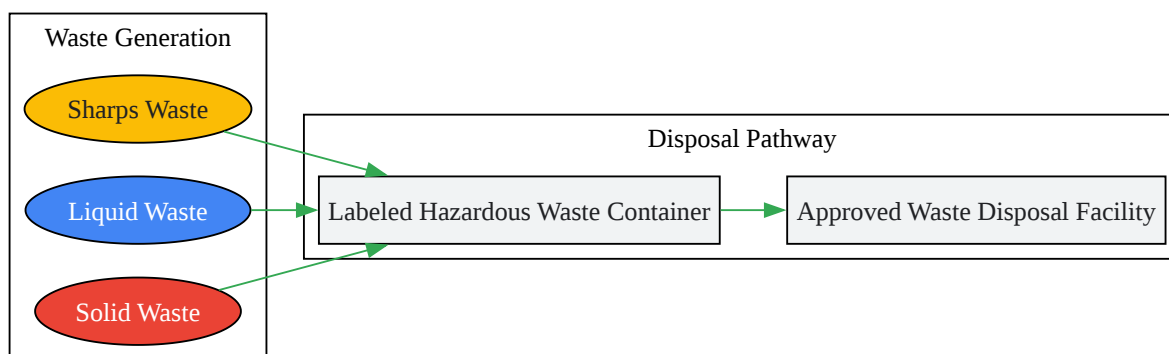 Waste Generation
Sharps Waste
Liquid Waste
Solid Waste
Disposal Pathway
Labeled Hazardous Waste Container
Approved Waste Disposal Facility